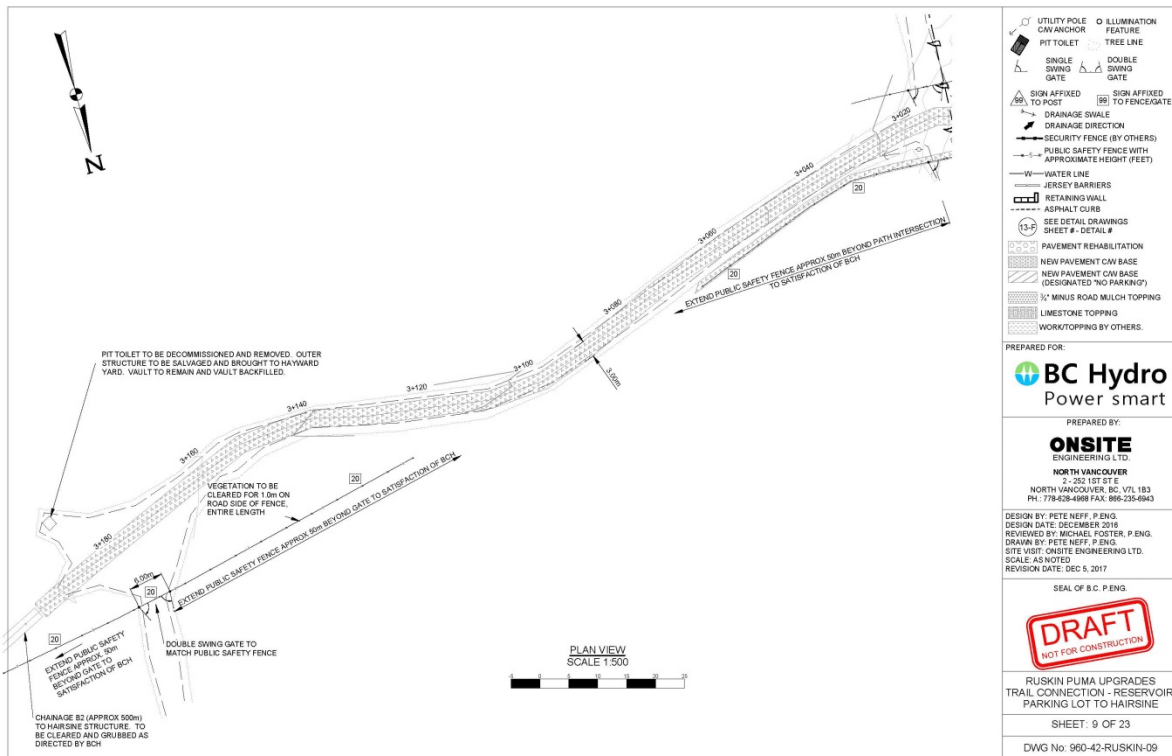 N
3+020
3+040
3+060
3+080
3+100
3+120
3+140
3+160
3+180
20
20
EXTEND PUBLIC SAFETY FENCE APPROX 50m BEYOND PATH INTERSECTION
TO SATISFACTION OF BCH
3.00m
PIT TOILET TO BE DECOMMISSIONED AND REMOVED. OUTER
STRUCTURE TO BE SALVAGED AND BROUGHT TO HAYWARD
YARD. VAULT TO REMAIN AND VAULT BACKFILLED.
20
VEGETATION TO BE
CLEARED FOR 1.0m ON
ROAD SIDE OF FENCE,
ENTIRE LENGTH
EXTEND PUBLIC SAFETY FENCE APPROX 50m BEYOND GATE TO SATISFACTION OF BCH
6.00m
20
20
DOUBLE SWING GATE TO
MATCH PUBLIC SAFETY FENCE
EXTEND PUBLIC SAFETY
FENCE APPROX. 50m
BEYOND GATE TO
SATISFACTION OF BCH
CHAINAGE B2 (APPROX 500m)
TO HAIRSINE STRUCTURE. TO
BE CLEARED AND GRUBBED AS
DIRECTED BY BCH
PLAN VIEW
SCALE 1:500
-5 0 5 10 15 20 25
UTILITY POLE
C/W ANCHOR
ILLUMINATION
FEATURE
PIT TOILET
TREE LINE
SINGLE
SWING
GATE
DOUBLE
SWING
GATE
99
SIGN AFFIXED
TO POST
99
SIGN AFFIXED
TO FENCE/GATE
DRAINAGE SWALE
DRAINAGE DIRECTION
SECURITY FENCE (BY OTHERS)
PUBLIC SAFETY FENCE WITH
APPROXIMATE HEIGHT (FEET)
W WATER LINE
JERSEY BARRIERS
RETAINING WALL
ASPHALT CURB
13-F
SEE DETAIL DRAWINGS
SHEET # - DETAIL #
PAVEMENT REHABILITATION
NEW PAVEMENT C/W BASE
NEW PAVEMENT C/W BASE
(DESIGNATED "NO PARKING")
¾" MINUS ROAD MULCH TOPPING
LIMESTONE TOPPING
WORK/TOPPING BY OTHERS.
PREPARED FOR:
BC Hydro
Power smart
PREPARED BY:
ONSITE
ENGINEERING LTD.
NORTH VANCOUVER
2 - 252 1ST ST E
NORTH VANCOUVER, BC, V7L 1B3
PH.: 778-628-4968 FAX: 866-235-6943
DESIGN BY: PETE NEFF, P.ENG.
DESIGN DATE: DECEMBER 2016
REVIEWED BY: MICHAEL FOSTER, P.ENG.
DRAWN BY: PETE NEFF, P.ENG.
SITE VISIT: ONSITE ENGINEERING LTD.
SCALE: AS NOTED
REVISION DATE: DEC 5, 2017
SEAL OF B.C. P.ENG.
DRAFT
NOT FOR CONSTRUCTION
RUSKIN PUMA UPGRADES
TRAIL CONNECTION - RESERVOIR
PARKING LOT TO HAIRSINE
SHEET: 9 OF 23
DWG No: 960-42-RUSKIN-09